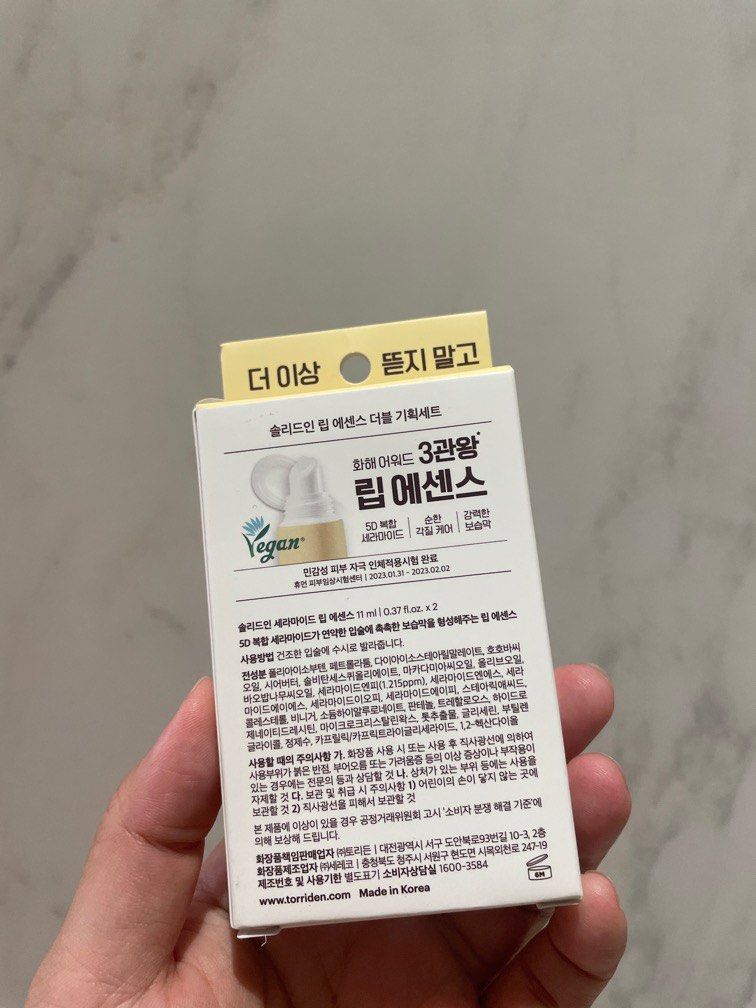 더 이상 뜯지 말고
솔리드인 립 에센스 더블 기획세트
화해 어워드 3관왕*
립 에센스
5D 복합 세라마이드 | 순한 각질 케어 | 강력한 보습막
Vegan®
민감성 피부 자극 인체적용시험 완료
휴먼 피부임상시험센터 | 2023.01.31 - 2023.02.02
솔리드인 세라마이드 립 에센스 11 ml | 0.37 fl.oz. x 2
5D 복합 세라마이드가 연약한 입술에 촉촉한 보습막을 형성해주는 립 에센스
사용방법 건조한 입술에 수시로 발라줍니다.
전성분 폴리아이소부텐, 페트롤라툼, 다이아이소스테아릴말레이트, 호호바씨
오일, 시어버터, 솔비탄세스퀴올리에이트, 마카다미아씨오일, 올리브오일,
바오밥나무씨오일, 세라마이드엔피(1.215ppm), 세라마이드엔에스, 세라
마이드에이에스, 세라마이드이오피, 세라마이드에이피, 스테아릭애씨드,
콜레스테롤, 비니거, 소듐하이알루로네이트, 판테놀, 트레할로오스, 하이드로
제네이티드레시틴, 마이크로크리스탈린왁스, 톳추출물, 글리세린, 부틸렌
글라이콜, 정제수, 카프릴릭/카프릭트라이글리세라이드, 1,2-헥산다이올
사용할 때의 주의사항 가. 화장품 사용 시 또는 사용 후 직사광선에 의하여
사용부위가 붉은 반점, 부어오름 또는 가려움증 등의 이상 증상이나 부작용이
있는 경우에는 전문의 등과 상담할 것 나. 상처가 있는 부위 등에는 사용을
자제할 것 다. 보관 및 취급 시 주의사항 1) 어린이의 손이 닿지 않는 곳에
보관할 것 2) 직사광선을 피해서 보관할 것
본 제품에 이상이 있을 경우 공정거래위원회 고시 '소비자 분쟁 해결 기준'에
의해 보상해 드립니다.
화장품책임판매업자 ㈜토리든 | 대전광역시 서구 도안북로93번길 10-3, 2층
화장품제조업자 ㈜세레코 | 충청북도 청주시 서원구 현도면 시목외천로 247-19
제조번호 및 사용기한 별도표기 소비자상담실 1600-3584
www.torriden.com Made in Korea
6M